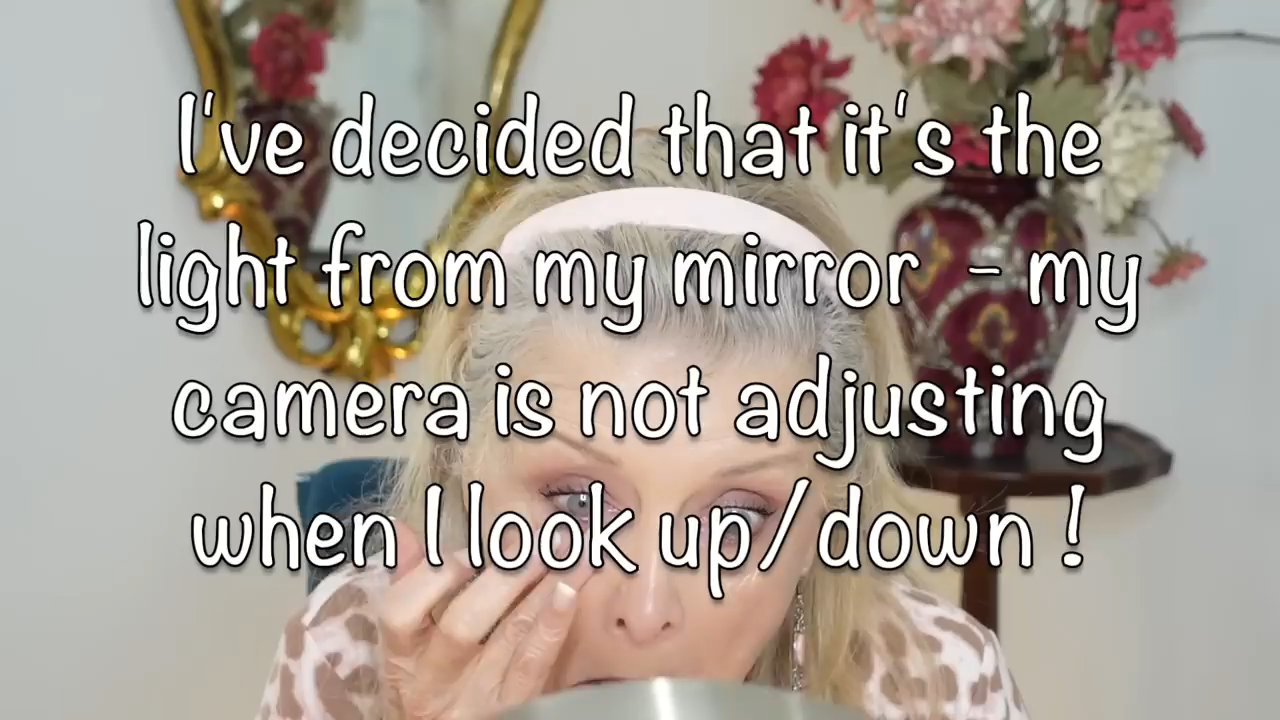 I've decided that it's the
light from my mirror - my
camera is not adjusting
when I look up/down !